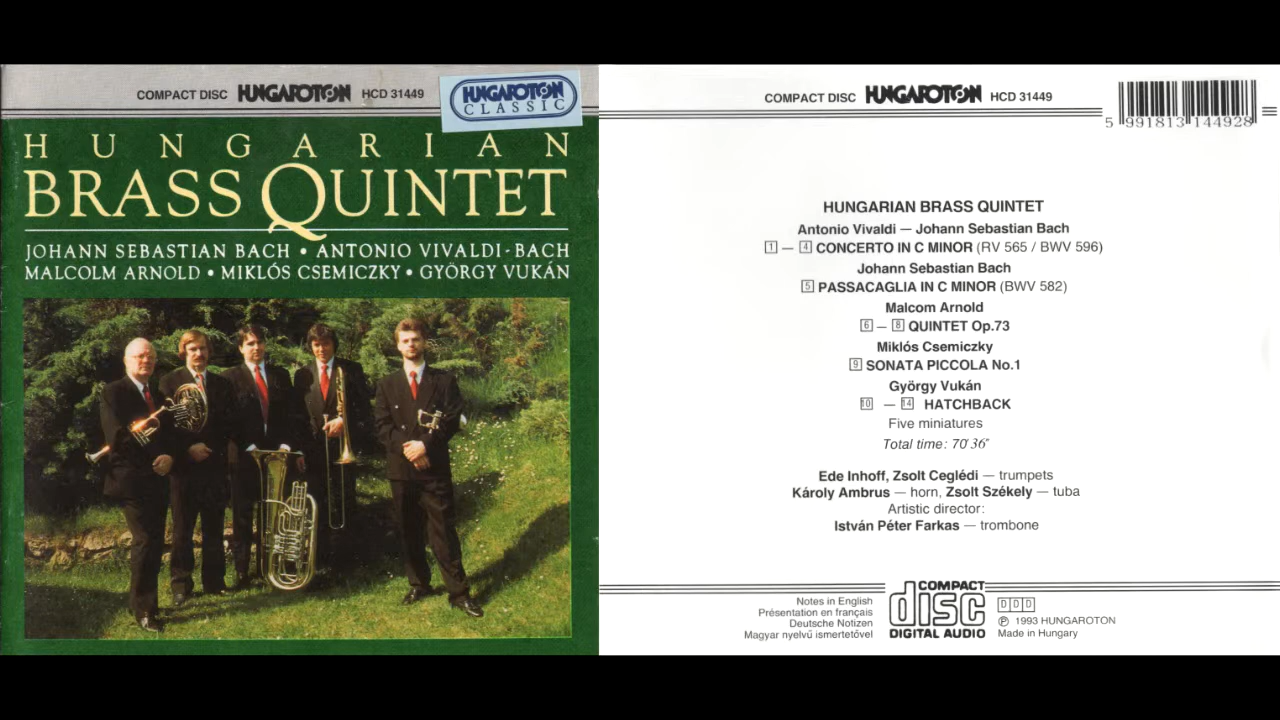 COMPACT DISC HUNGAROTON HCD 31449
HUNGAROTON
CLASSIC
HUNGARIAN
BRASS QUINTET
JOHANN SEBASTIAN BACH • ANTONIO VIVALDI - BACH
MALCOLM ARNOLD • MIKLÓS CSEMICZKY • GYÖRGY VUKÁN
COMPACT DISC HUNGAROTON HCD 31449
5 991813 144928
HUNGARIAN BRASS QUINTET
Antonio Vivaldi — Johann Sebastian Bach
1 — 4 CONCERTO IN C MINOR (RV 565 / BWV 596)
Johann Sebastian Bach
5 PASSACAGLIA IN C MINOR (BWV 582)
Malcom Arnold
6 — 8 QUINTET Op.73
Miklós Csemiczky
9 SONATA PICCOLA No.1
György Vukán
10 — 14 HATCHBACK
Five miniatures
Total time: 70'36"
Ede Inhoff, Zsolt Ceglédi — trumpets
Károly Ambrus — horn, Zsolt Székely — tuba
Artistic director:
István Péter Farkas — trombone
Notes in English
Présentation en français
Deutsche Notizen
Magyar nyelvű ismertetővel
COMPACT
disc
DIGITAL AUDIO
DDD
Ⓟ 1993 HUNGAROTON
Made in Hungary